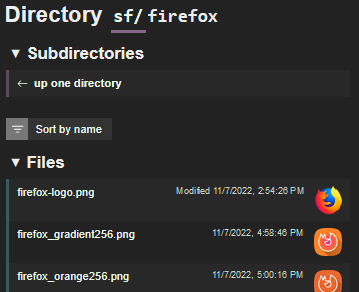 Directory sf/firefox
▼ Subdirectories
← up one directory
Sort by name
▼ Files
firefox-logo.png Modified 11/7/2022, 2:54:26 PM
firefox_gradient256.png 11/7/2022, 4:58:46 PM
firefox_orange256.png 11/7/2022, 5:00:16 PM